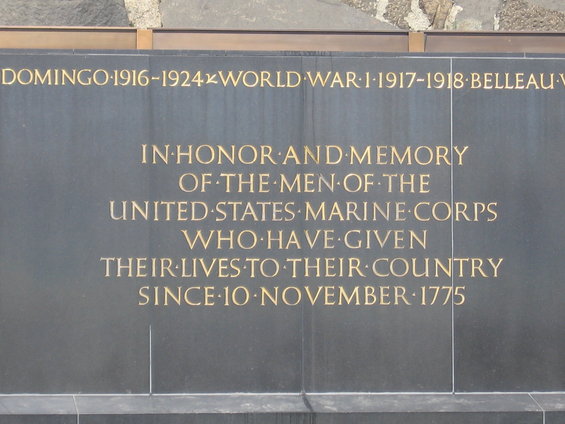 DOMINGO·1916-1924★WORLD·WAR·I·1917-1918·BELLEAU·
IN·HONOR·AND·MEMORY
OF·THE·MEN·OF·THE
UNITED·STATES·MARINE·CORPS
WHO·HAVE·GIVEN
THEIR·LIVES·TO·THEIR·COUNTRY
SINCE·10·NOVEMBER·1775